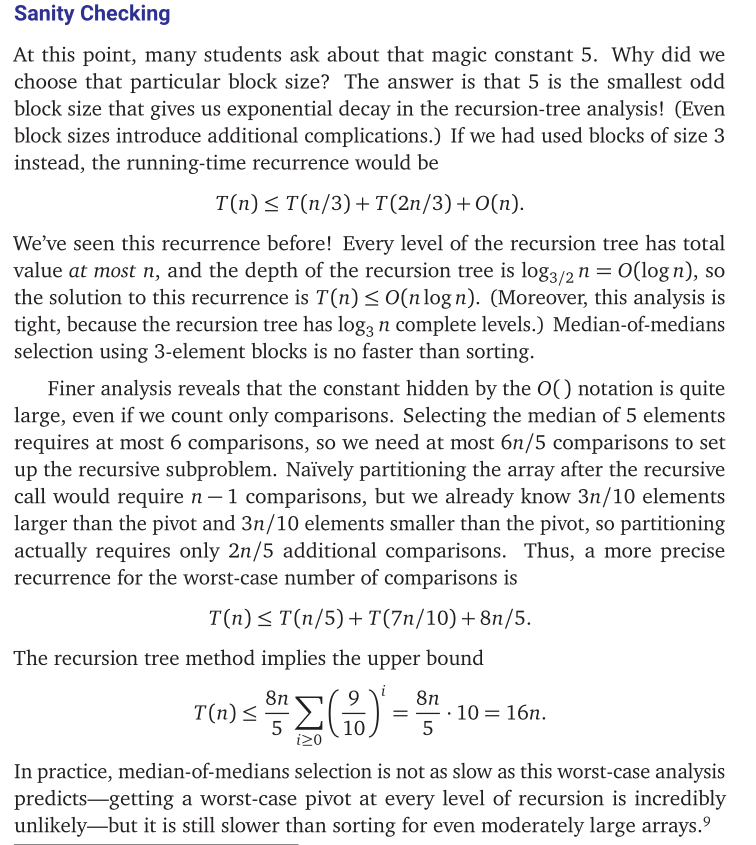 Sanity Checking
At this point, many students ask about that magic constant 5. Why did we
choose that particular block size? The answer is that 5 is the smallest odd
block size that gives us exponential decay in the recursion-tree analysis! (Even
block sizes introduce additional complications.) If we had used blocks of size 3
instead, the running-time recurrence would be
T(n) ≤ T(n/3) + T(2n/3) + O(n).
We’ve seen this recurrence before! Every level of the recursion tree has total
value at most n, and the depth of the recursion tree is log₃/₂ n = O(log n), so
the solution to this recurrence is T(n) ≤ O(n log n). (Moreover, this analysis is
tight, because the recursion tree has log₃ n complete levels.) Median-of-medians
selection using 3-element blocks is no faster than sorting.
Finer analysis reveals that the constant hidden by the O( ) notation is quite
large, even if we count only comparisons. Selecting the median of 5 elements
requires at most 6 comparisons, so we need at most 6n/5 comparisons to set
up the recursive subproblem. Naïvely partitioning the array after the recursive
call would require n − 1 comparisons, but we already know 3n/10 elements
larger than the pivot and 3n/10 elements smaller than the pivot, so partitioning
actually requires only 2n/5 additional comparisons. Thus, a more precise
recurrence for the worst-case number of comparisons is
T(n) ≤ T(n/5) + T(7n/10) + 8n/5.
The recursion tree method implies the upper bound
T(n) ≤ 8n/5 ∑_{i≥0} (9/10)^i = 8n/5 · 10 = 16n.
In practice, median-of-medians selection is not as slow as this worst-case analysis
predicts—getting a worst-case pivot at every level of recursion is incredibly
unlikely—but it is still slower than sorting for even moderately large arrays.⁹